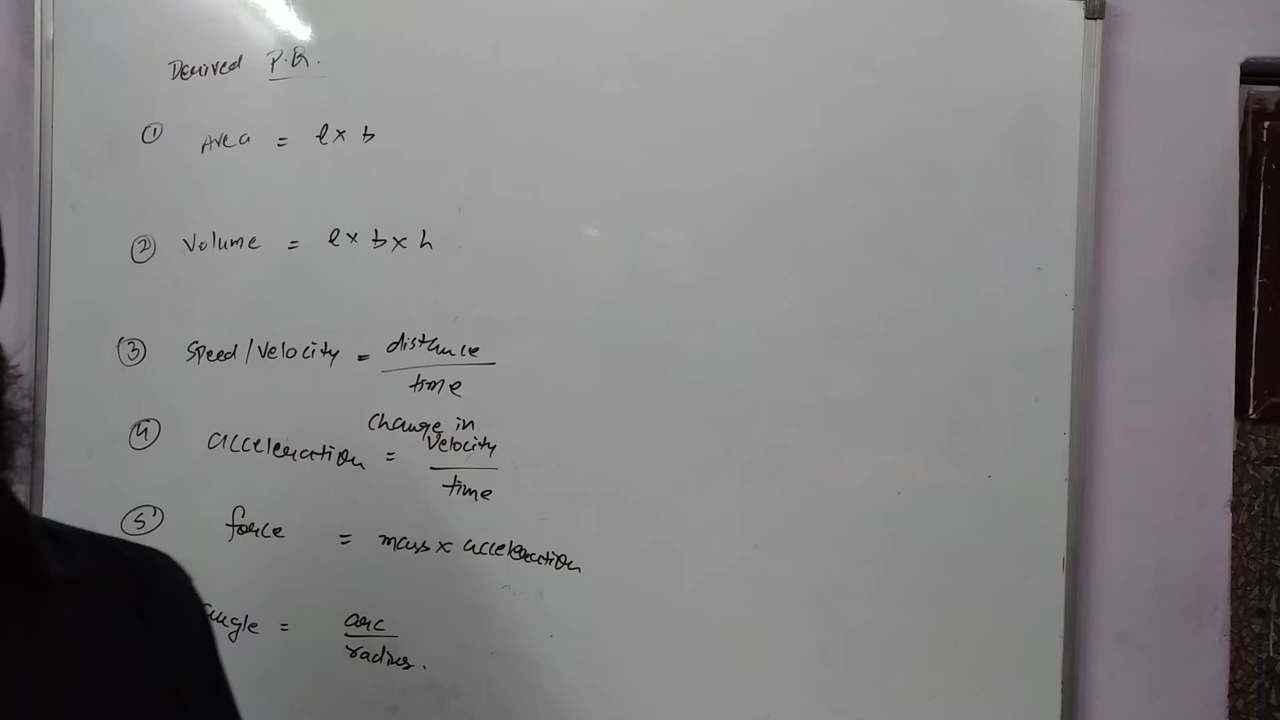 Derived P.Q.
① Area = l × b
② Volume = l × b × h
③ Speed/Velocity = distance / time
④ acceleration = Change in Velocity / time
⑤ force = mass × acceleration
angle = arc / radius.